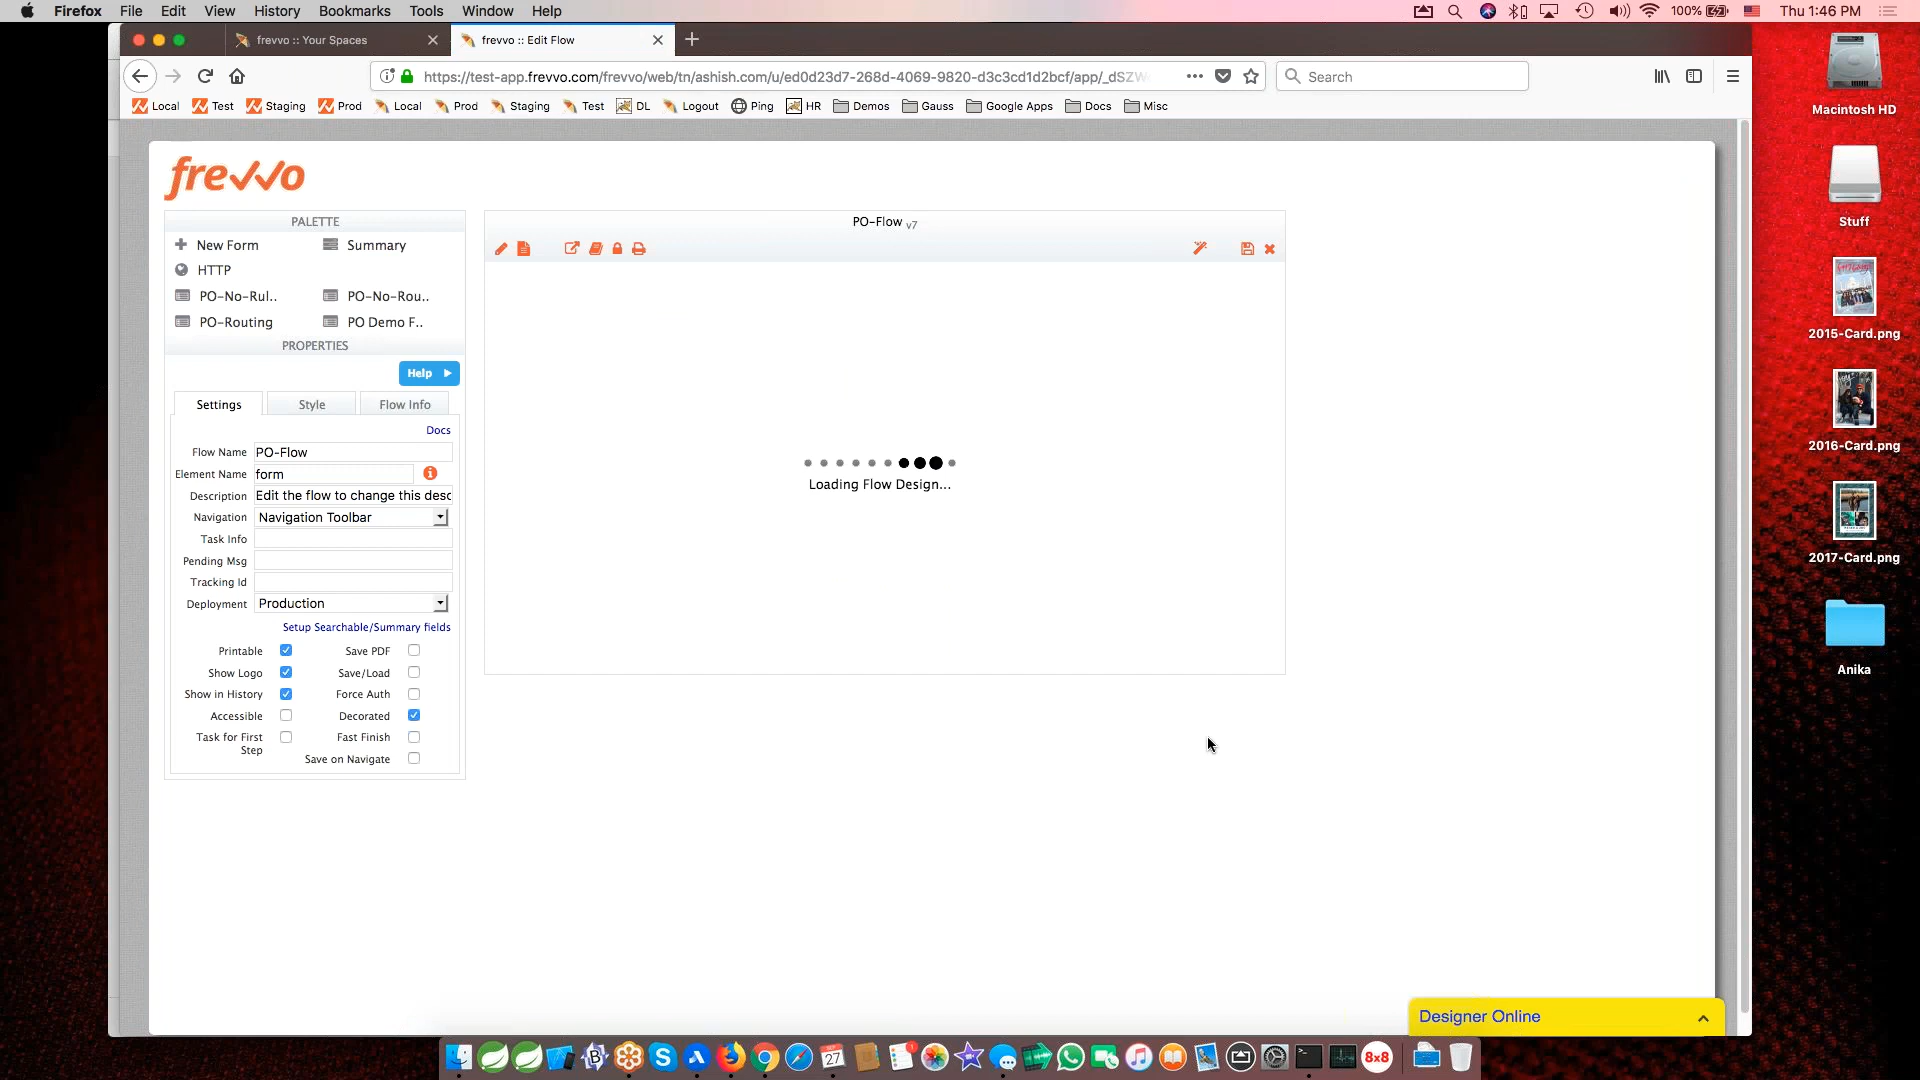 Firefox File Edit View History Bookmarks Tools Window Help 100% Thu 1:46 PM
frevvo :: Your Spaces
frevvo :: Edit Flow
https://test-app.frevvo.com/frevvo/web/tn/ashish.com/u/ed0d23d7-268d-4069-9820-d3c3cd1d2bcf/app/_dSZW
Search
Local Test Staging Prod Local Prod Staging Test DL Logout Ping HR Demos Gauss Google Apps Docs Misc
frevvo
PALETTE
New Form Summary
HTTP
PO-No-Rul.. PO-No-Rou..
PO-Routing PO Demo F..
PROPERTIES
Help
Settings Style Flow Info
Docs
Flow Name PO-Flow
Element Name form
Description Edit the flow to change this desc
Navigation Navigation Toolbar
Task Info
Pending Msg
Tracking Id
Deployment Production
Setup Searchable/Summary fields
Printable Save PDF
Show Logo Save/Load
Show in History Force Auth
Accessible Decorated
Task for First Step Fast Finish
Save on Navigate
PO-Flow v7
Loading Flow Design...
Designer Online
Macintosh HD
Stuff
2015-Card.png
2016-Card.png
2017-Card.png
Anika
27
1
8x8